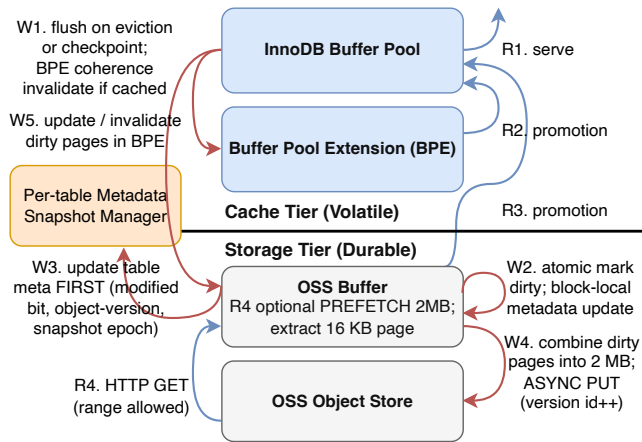 W1. flush on eviction
or checkpoint;
BPE coherence
invalidate if cached
InnoDB Buffer Pool
R1. serve
W5. update / invalidate
dirty pages in BPE
Buffer Pool Extension (BPE)
R2. promotion
Per-table Metadata
Snapshot Manager
Cache Tier (Volatile)
R3. promotion
Storage Tier (Durable)
W3. update table
meta FIRST (modified
bit, object-version,
snapshot epoch)
OSS Buffer
R4 optional PREFETCH 2MB;
extract 16 KB page
W2. atomic mark
dirty; block-local
metadata update
W4. combine dirty
pages into 2 MB;
ASYNC PUT
(version id++)
R4. HTTP GET
(range allowed)
OSS Object Store